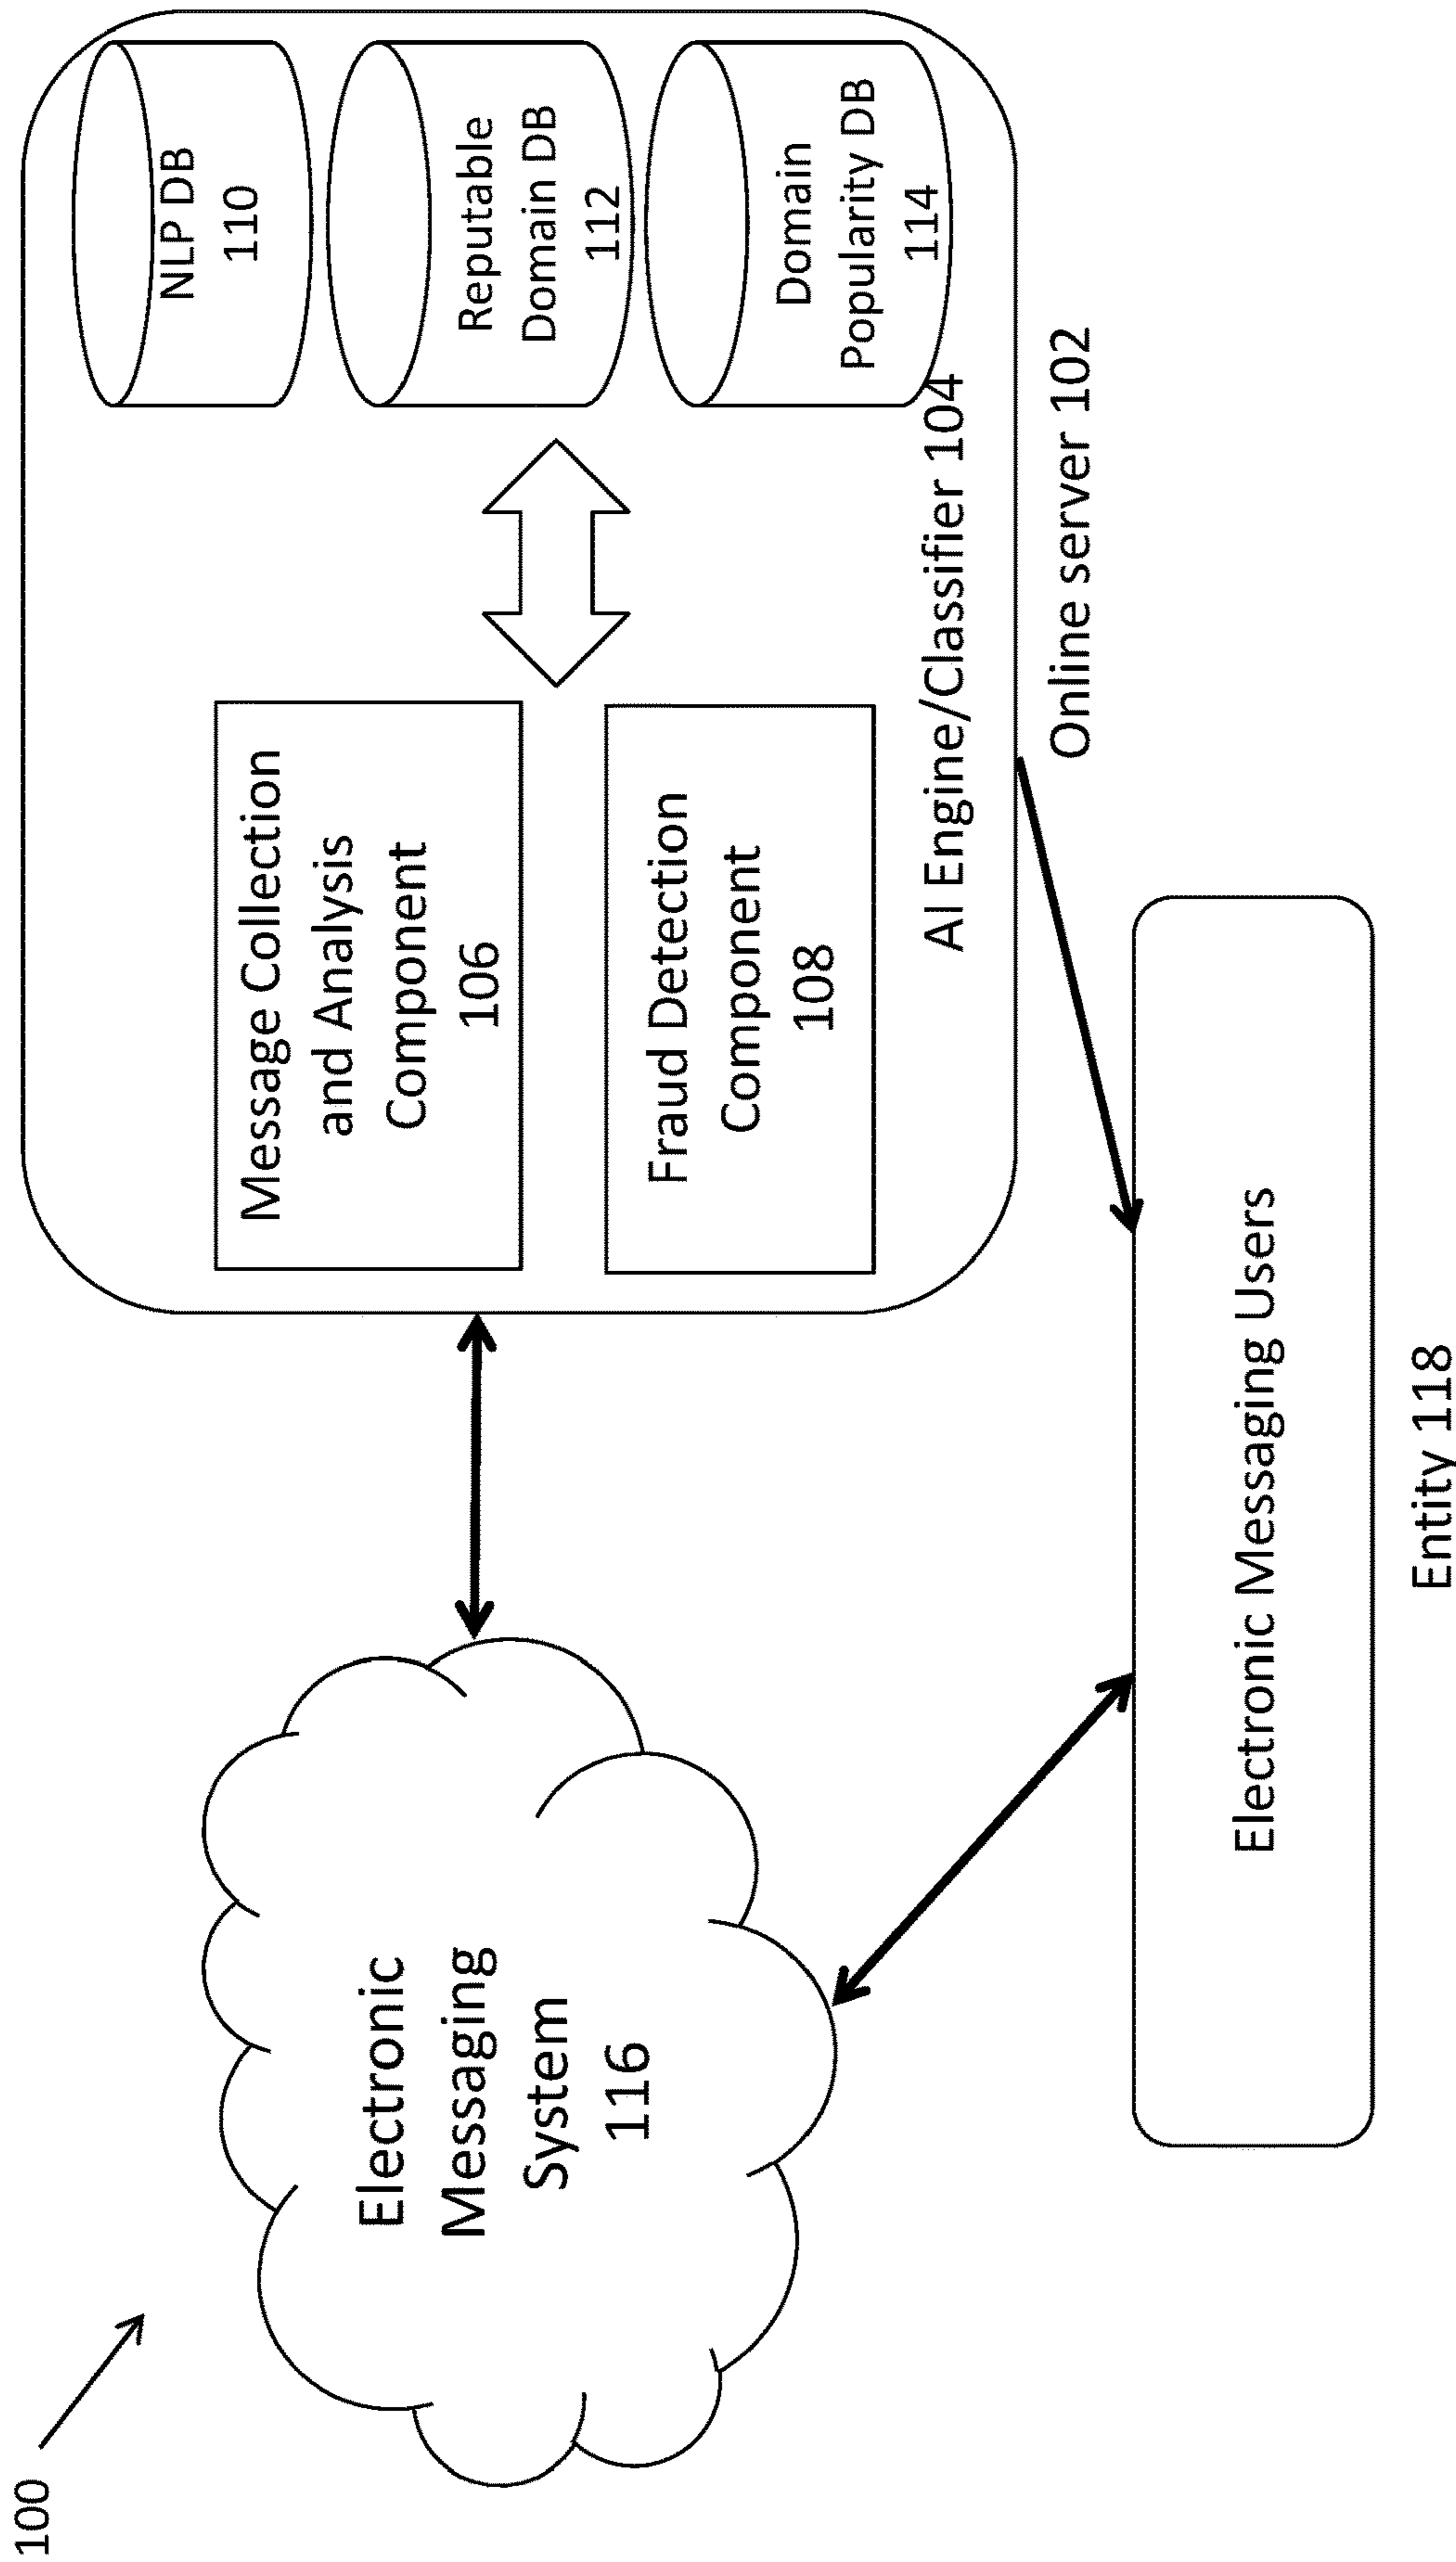 100
Electronic
Messaging
System
116
Message Collection
and Analysis
Component
106
Fraud Detection
Component
108
NLP DB
110
Reputable
Domain DB
112
Domain
Popularity DB
114
AI Engine/Classifier 104
Online server 102
Electronic Messaging Users
Entity 118